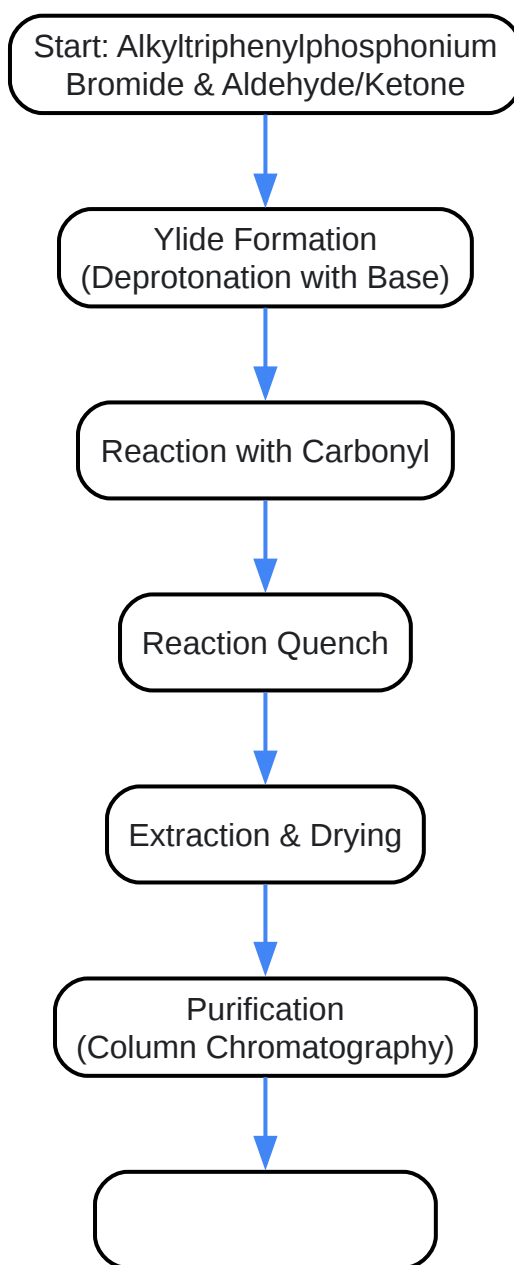 Start: Alkyltriphenylphosphonium
Bromide & Aldehyde/Ketone
Ylide Formation
(Deprotonation with Base)
Reaction with Carbonyl
Reaction Quench
Extraction & Drying
Purification
(Column Chromatography)